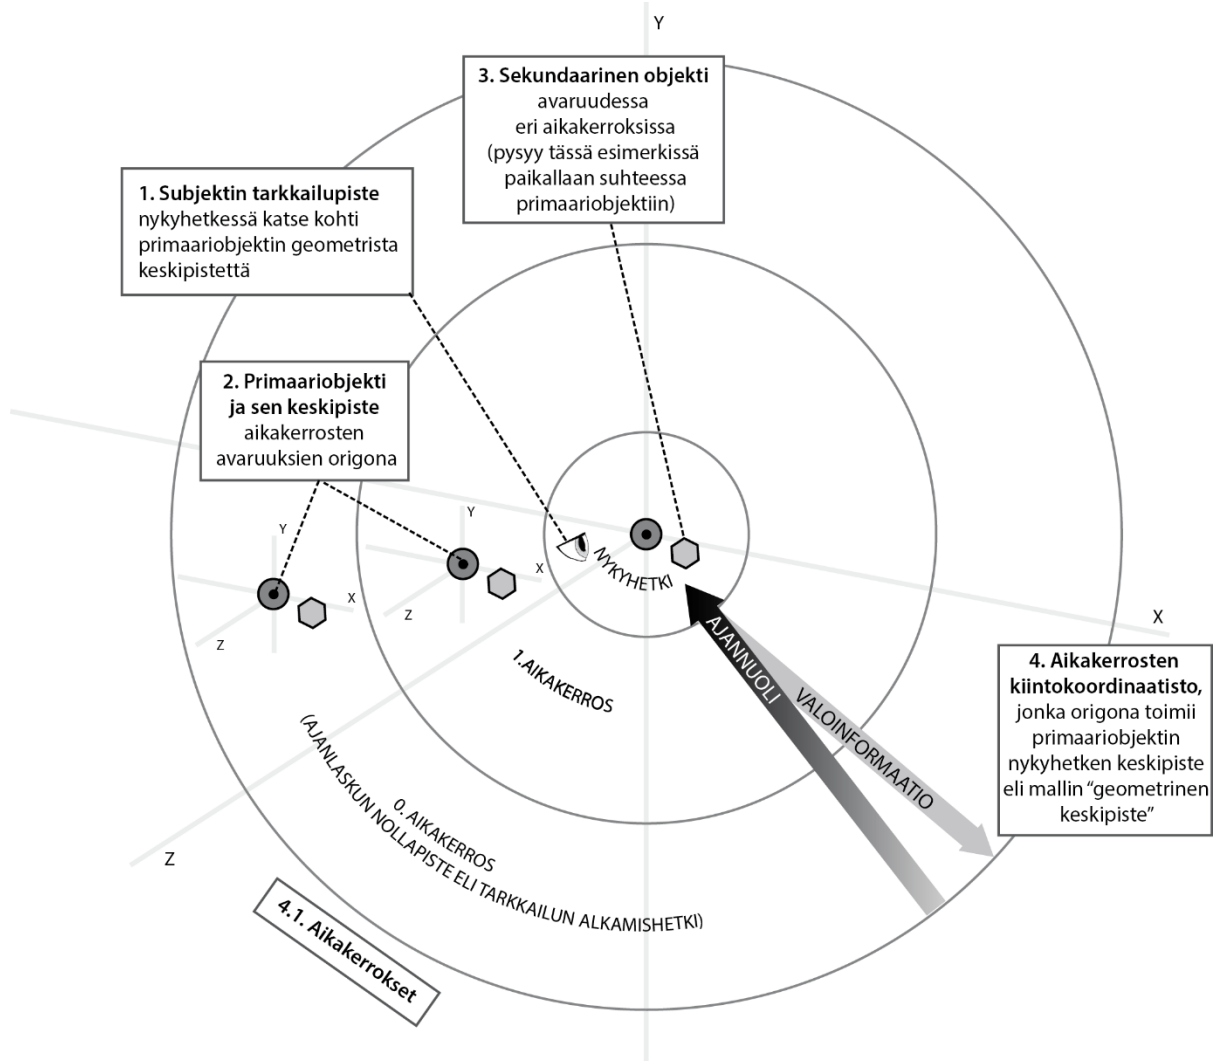 Y
3. Sekundaarinen objekti
avaruudessa
eri aikakerroksissa
(pysyy tässä esimerkissä
paikallaan suhteessa
primaariobjektiin)
1. Subjektin tarkkailupiste
nykyhetkessä katse kohti
primaariobjektin geometrista
keskipistettä
2. Primaariobjekti
ja sen keskipiste
aikakerrosten
avaruuksien origona
Y
X
Z
Y
X
Z
NYKYHETKI
X
Z
AJANNUOLI
VALOINFORMAATIO
4. Aikakerrosten
kiintokoordinaatisto,
jonka origona toimii
primaariobjektin
nykyhetken keskipiste
eli mallin “geometrinen
keskipiste”
1.AIKAKERROS
0. AIKAKERROS
(AJANLASKUN NOLLAPISTE ELI TARKKAILUN ALKAMISHETKI)
4.1. Aikakerrokset